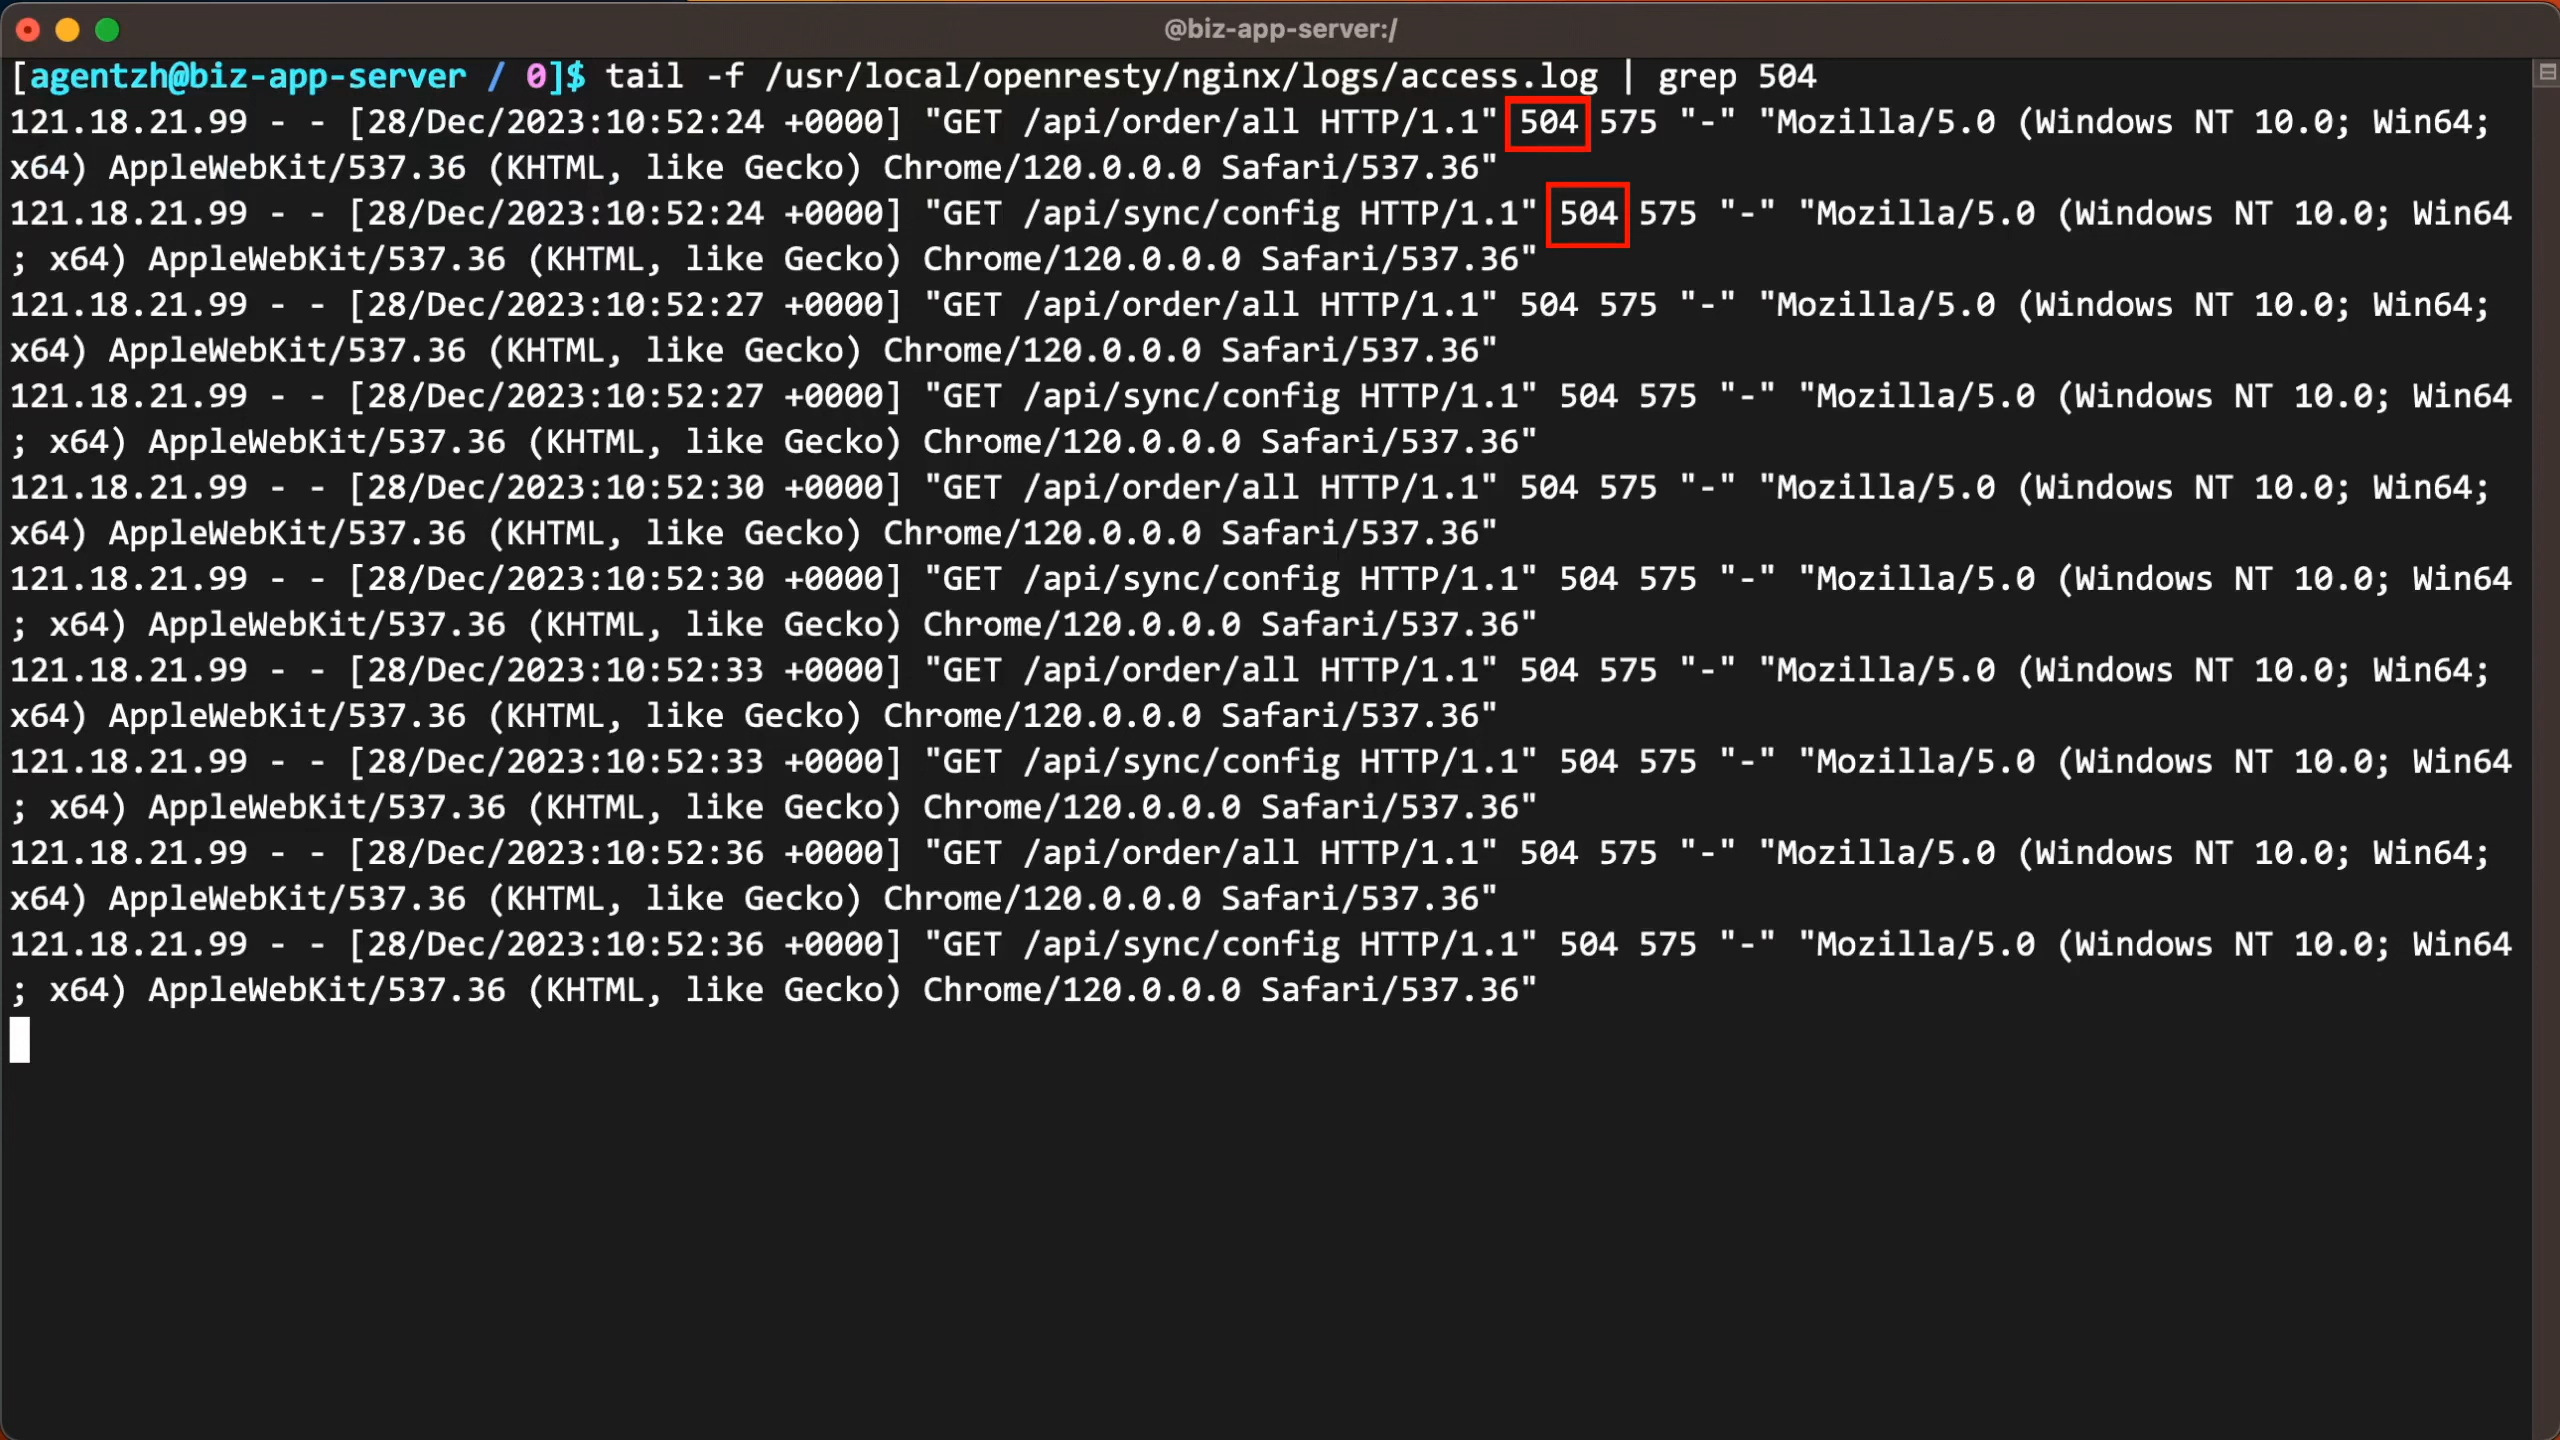 @biz-app-server:/
[agentzh@biz-app-server / 0]$ tail -f /usr/local/openresty/nginx/logs/access.log | grep 504
121.18.21.99 - - [28/Dec/2023:10:52:24 +0000] "GET /api/order/all HTTP/1.1" 504 575 "-" "Mozilla/5.0 (Windows NT 10.0; Win64;
x64) AppleWebKit/537.36 (KHTML, like Gecko) Chrome/120.0.0.0 Safari/537.36"
121.18.21.99 - - [28/Dec/2023:10:52:24 +0000] "GET /api/sync/config HTTP/1.1" 504 575 "-" "Mozilla/5.0 (Windows NT 10.0; Win64
; x64) AppleWebKit/537.36 (KHTML, like Gecko) Chrome/120.0.0.0 Safari/537.36"
121.18.21.99 - - [28/Dec/2023:10:52:27 +0000] "GET /api/order/all HTTP/1.1" 504 575 "-" "Mozilla/5.0 (Windows NT 10.0; Win64;
x64) AppleWebKit/537.36 (KHTML, like Gecko) Chrome/120.0.0.0 Safari/537.36"
121.18.21.99 - - [28/Dec/2023:10:52:27 +0000] "GET /api/sync/config HTTP/1.1" 504 575 "-" "Mozilla/5.0 (Windows NT 10.0; Win64
; x64) AppleWebKit/537.36 (KHTML, like Gecko) Chrome/120.0.0.0 Safari/537.36"
121.18.21.99 - - [28/Dec/2023:10:52:30 +0000] "GET /api/order/all HTTP/1.1" 504 575 "-" "Mozilla/5.0 (Windows NT 10.0; Win64;
x64) AppleWebKit/537.36 (KHTML, like Gecko) Chrome/120.0.0.0 Safari/537.36"
121.18.21.99 - - [28/Dec/2023:10:52:30 +0000] "GET /api/sync/config HTTP/1.1" 504 575 "-" "Mozilla/5.0 (Windows NT 10.0; Win64
; x64) AppleWebKit/537.36 (KHTML, like Gecko) Chrome/120.0.0.0 Safari/537.36"
121.18.21.99 - - [28/Dec/2023:10:52:33 +0000] "GET /api/order/all HTTP/1.1" 504 575 "-" "Mozilla/5.0 (Windows NT 10.0; Win64;
x64) AppleWebKit/537.36 (KHTML, like Gecko) Chrome/120.0.0.0 Safari/537.36"
121.18.21.99 - - [28/Dec/2023:10:52:33 +0000] "GET /api/sync/config HTTP/1.1" 504 575 "-" "Mozilla/5.0 (Windows NT 10.0; Win64
; x64) AppleWebKit/537.36 (KHTML, like Gecko) Chrome/120.0.0.0 Safari/537.36"
121.18.21.99 - - [28/Dec/2023:10:52:36 +0000] "GET /api/order/all HTTP/1.1" 504 575 "-" "Mozilla/5.0 (Windows NT 10.0; Win64;
x64) AppleWebKit/537.36 (KHTML, like Gecko) Chrome/120.0.0.0 Safari/537.36"
121.18.21.99 - - [28/Dec/2023:10:52:36 +0000] "GET /api/sync/config HTTP/1.1" 504 575 "-" "Mozilla/5.0 (Windows NT 10.0; Win64
; x64) AppleWebKit/537.36 (KHTML, like Gecko) Chrome/120.0.0.0 Safari/537.36"